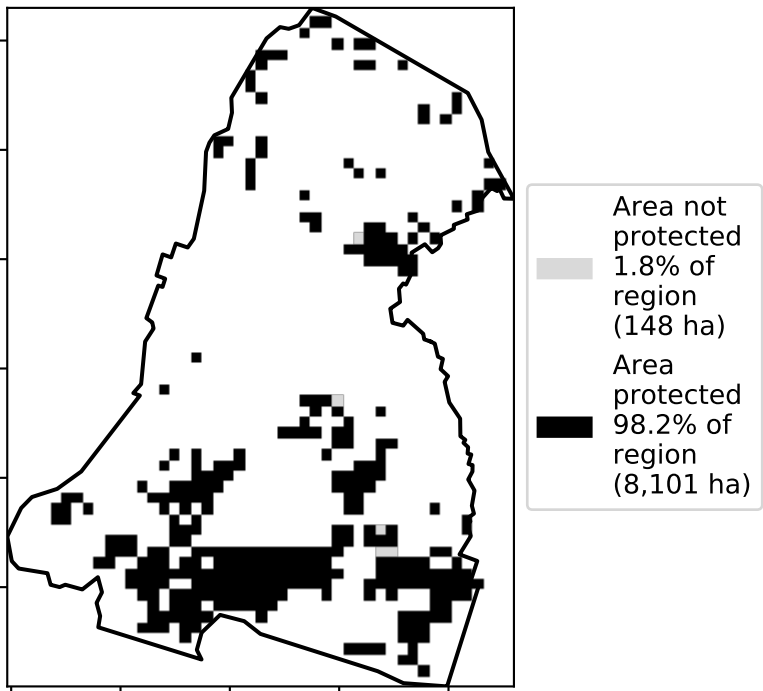 Area not
protected
1.8% of
region
(148 ha)
Area
protected
98.2% of
region
(8,101 ha)